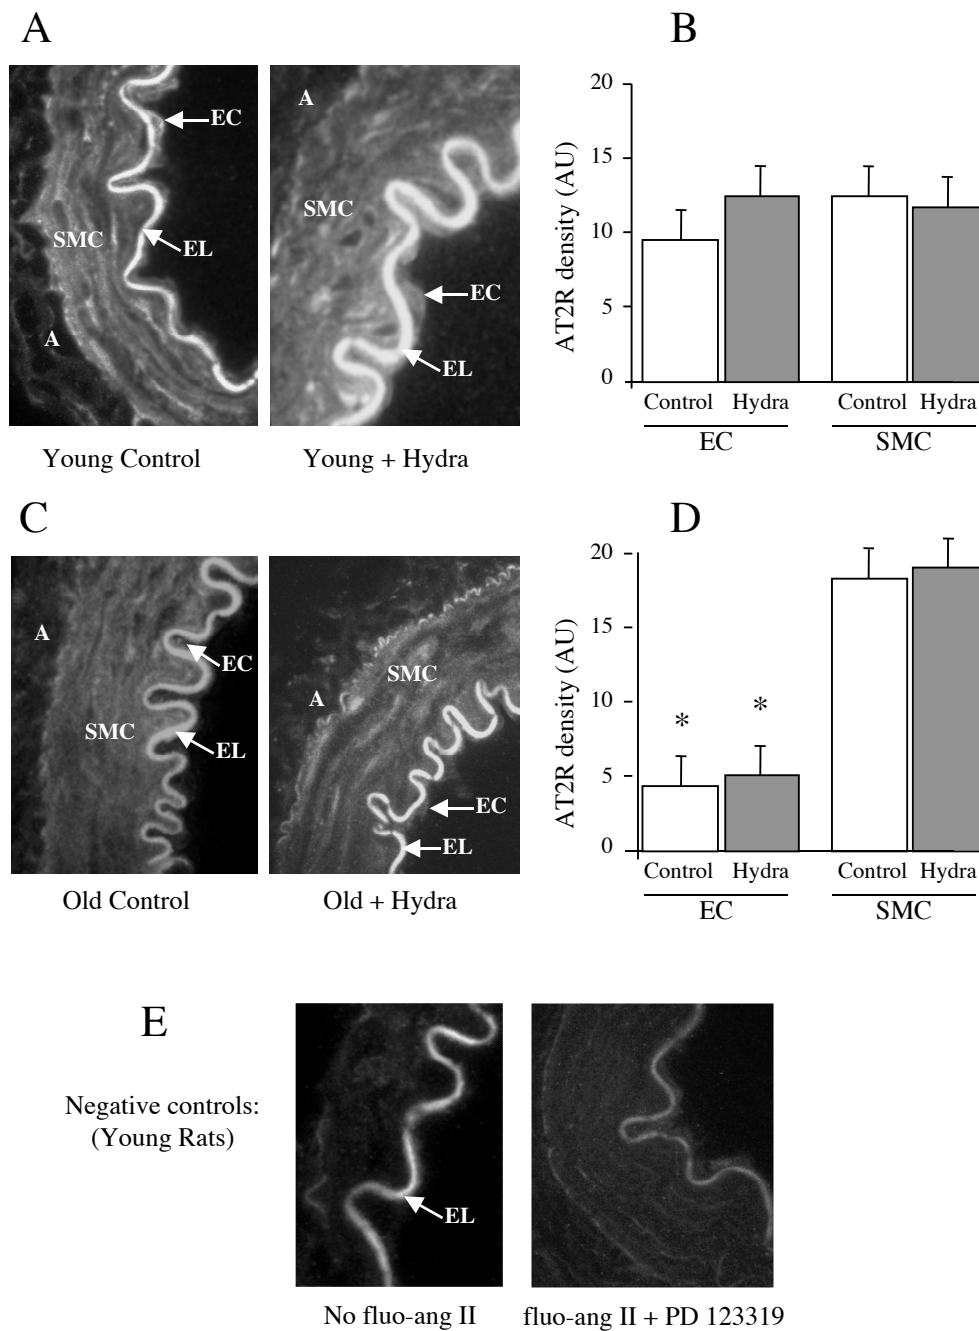 A
B
A
EC
SMC
EL
A
SMC
EC
EL
Young Control
Young + Hydra
AT2R density (AU)
20
15
10
5
0
Control
Hydra
Control
Hydra
EC
SMC
C
D
A
EC
SMC
EL
SMC
A
EC
EL
Old Control
Old + Hydra
AT2R density (AU)
20
15
10
5
0
*
*
Control
Hydra
Control
Hydra
EC
SMC
E
Negative controls:
(Young Rats)
EL
No fluo-ang II
fluo-ang II + PD 123319